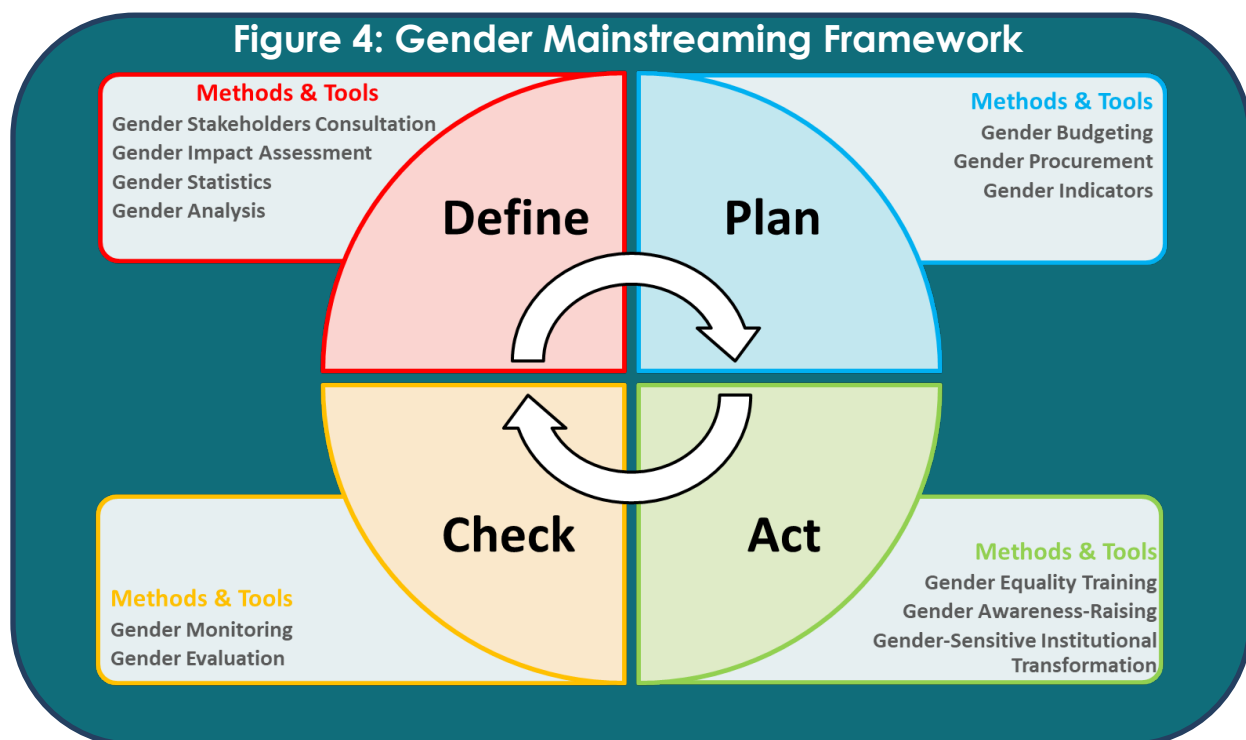 Figure 4: Gender Mainstreaming Framework
Methods & Tools
Gender Stakeholders Consultation
Gender Impact Assessment
Gender Statistics
Gender Analysis
Define
Methods & Tools
Gender Budgeting
Gender Procurement
Gender Indicators
Plan
Check
Methods & Tools
Gender Monitoring
Gender Evaluation
Act
Methods & Tools
Gender Equality Training
Gender Awareness-Raising
Gender-Sensitive Institutional
Transformation